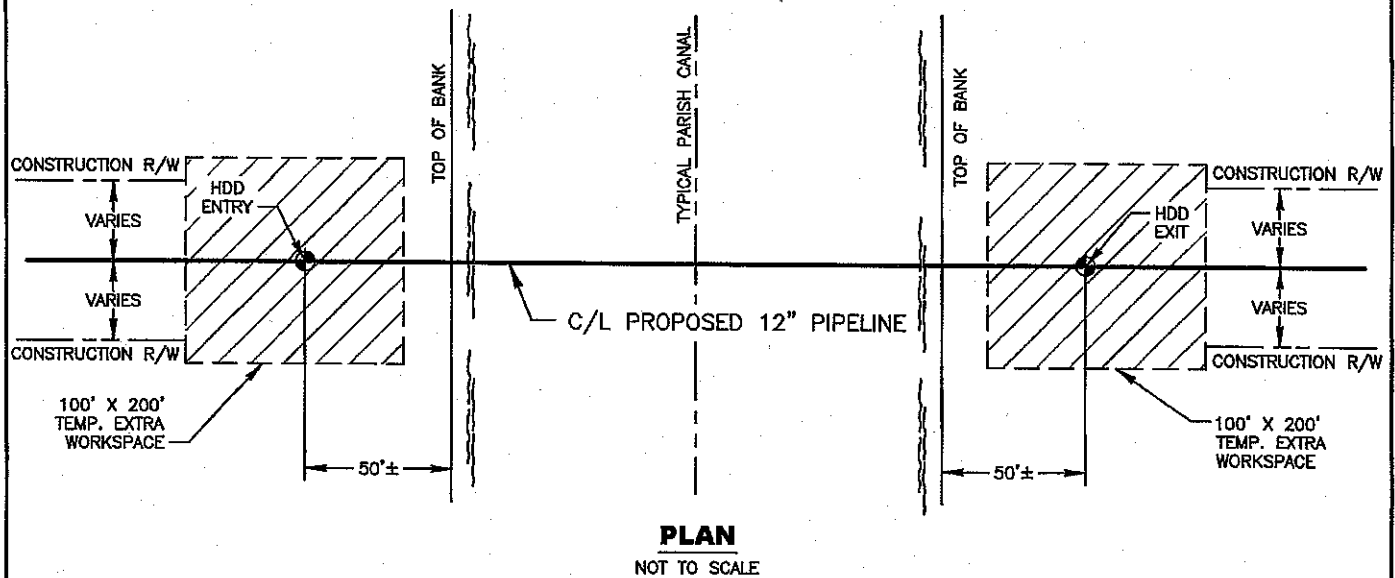 TOP OF BANK
TYPICAL PARISH CANAL
TOP OF BANK
CONSTRUCTION R/W
VARIES
VARIES
CONSTRUCTION R/W
HDD
ENTRY
100' X 200'
TEMP. EXTRA
WORKSPACE
50'±
C/L PROPOSED 12" PIPELINE
HDD
EXIT
CONSTRUCTION R/W
VARIES
VARIES
CONSTRUCTION R/W
100' X 200'
TEMP. EXTRA
WORKSPACE
50'±
PLAN
NOT TO SCALE